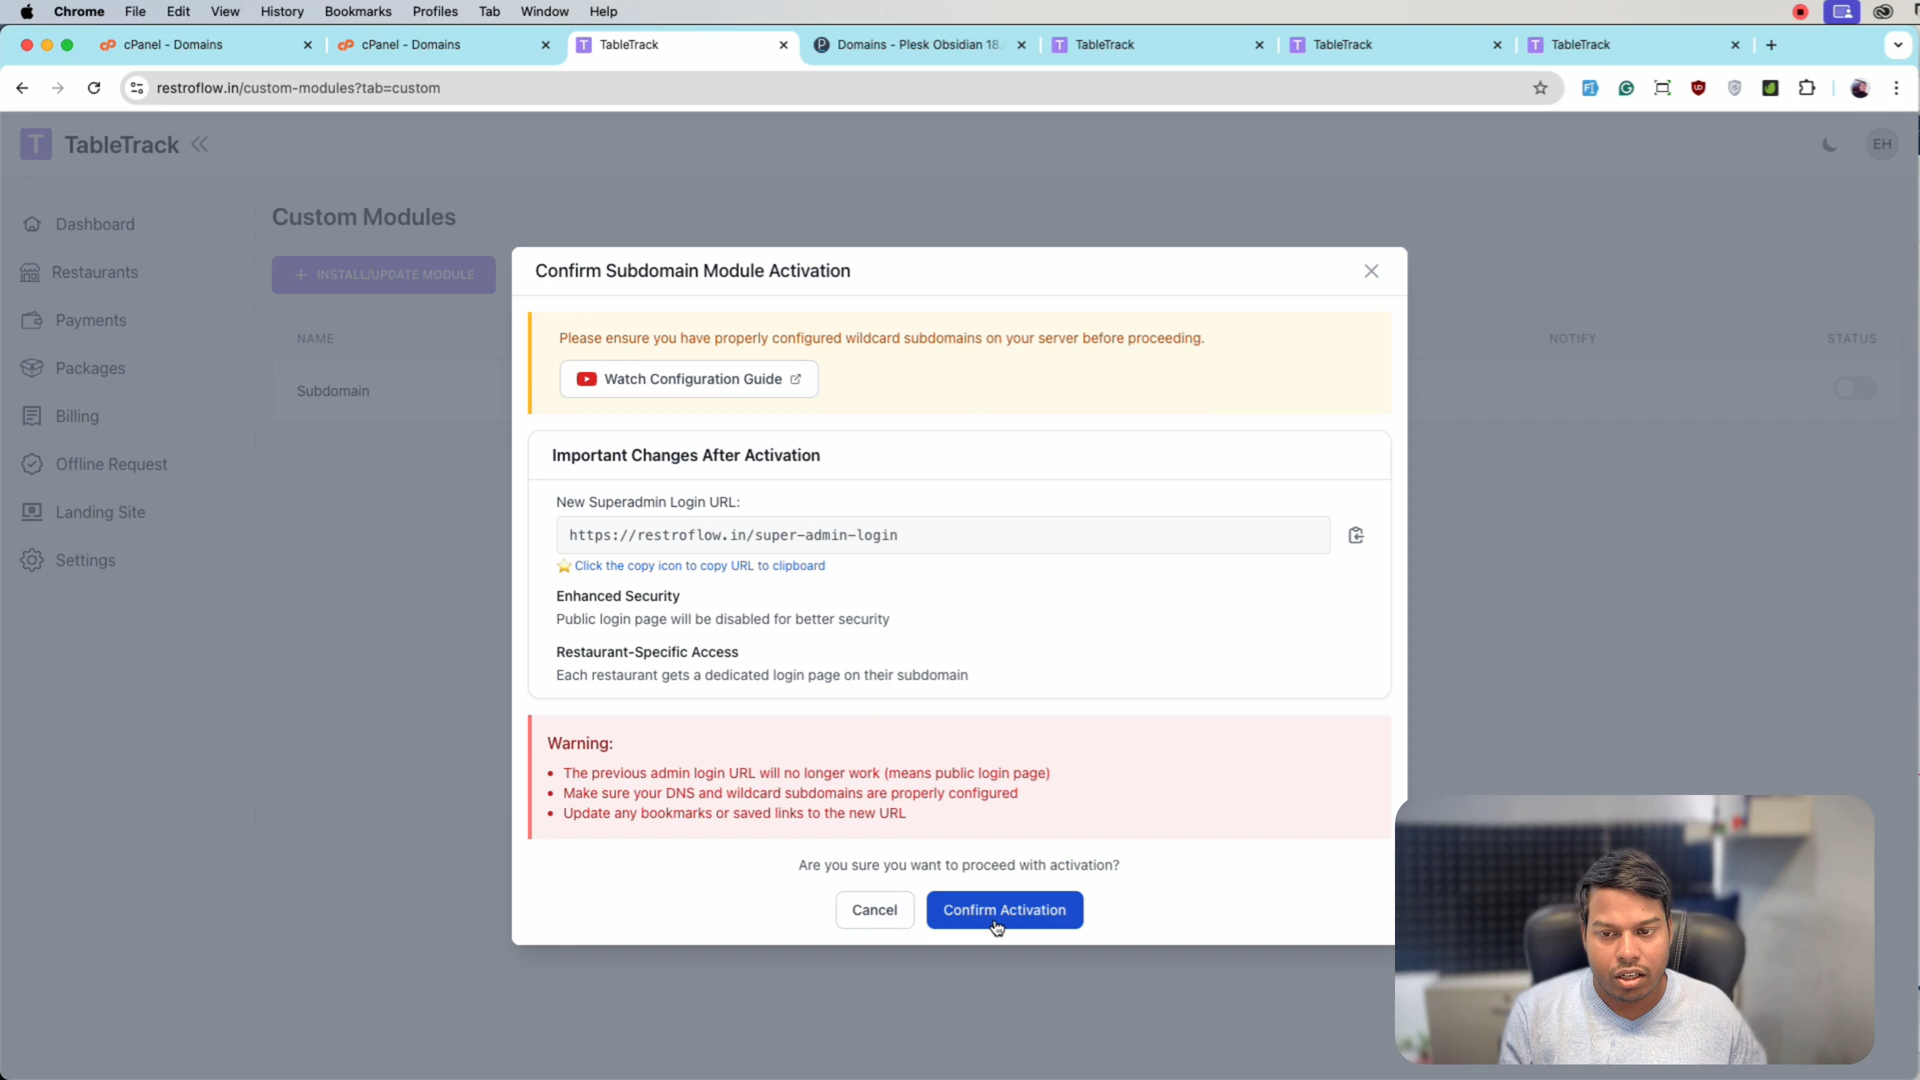 Chrome File Edit View History Bookmarks Profiles Tab Window Help
cPanel - Domains
cPanel - Domains
TableTrack
Domains - Plesk Obsidian 18.
TableTrack
TableTrack
TableTrack
restroflow.in/custom-modules?tab=custom
TableTrack
EH
Dashboard
Restaurants
Payments
Packages
Billing
Offline Request
Landing Site
Settings
Custom Modules
+ INSTALL/UPDATE MODULE
NAME NOTIFY STATUS
Subdomain
Confirm Subdomain Module Activation
Please ensure you have properly configured wildcard subdomains on your server before proceeding.
Watch Configuration Guide
Important Changes After Activation
New Superadmin Login URL:
https://restroflow.in/super-admin-login
Click the copy icon to copy URL to clipboard
Enhanced Security
Public login page will be disabled for better security
Restaurant-Specific Access
Each restaurant gets a dedicated login page on their subdomain
Warning:
• The previous admin login URL will no longer work (means public login page)
• Make sure your DNS and wildcard subdomains are properly configured
• Update any bookmarks or saved links to the new URL
Are you sure you want to proceed with activation?
Cancel
Confirm Activation